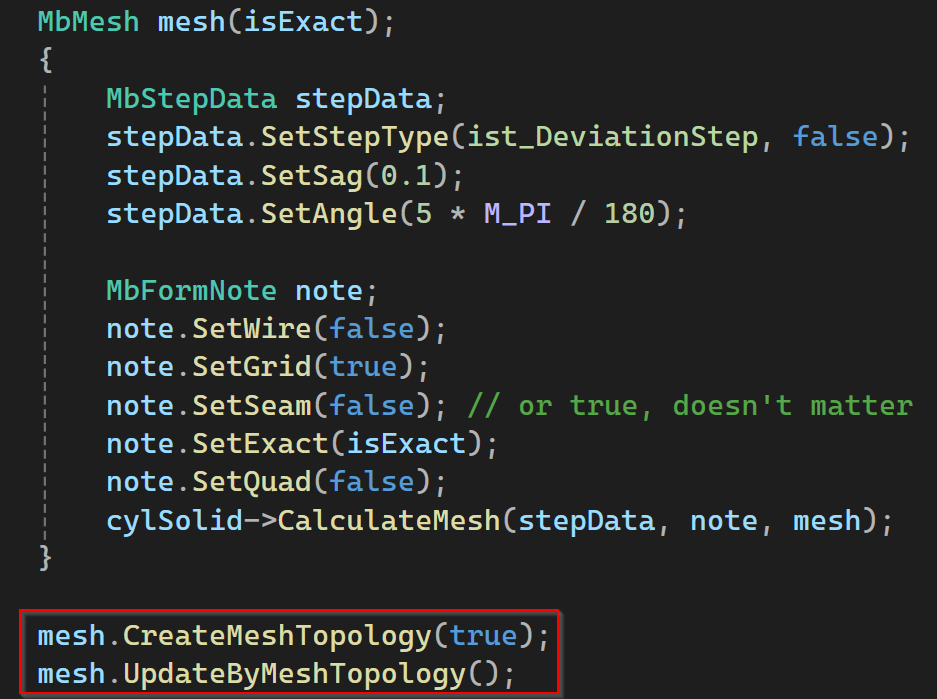 MbMesh mesh(isExact);
{
MbStepData stepData;
stepData.SetStepType(ist_DeviationStep, false);
stepData.SetSag(0.1);
stepData.SetAngle(5 * M_PI / 180);
MbFormNote note;
note.SetWire(false);
note.SetGrid(true);
note.SetSeam(false); // or true, doesn't matter
note.SetExact(isExact);
note.SetQuad(false);
cylSolid->CalculateMesh(stepData, note, mesh);
}
mesh.CreateMeshTopology(true);
mesh.UpdateByMeshTopology();